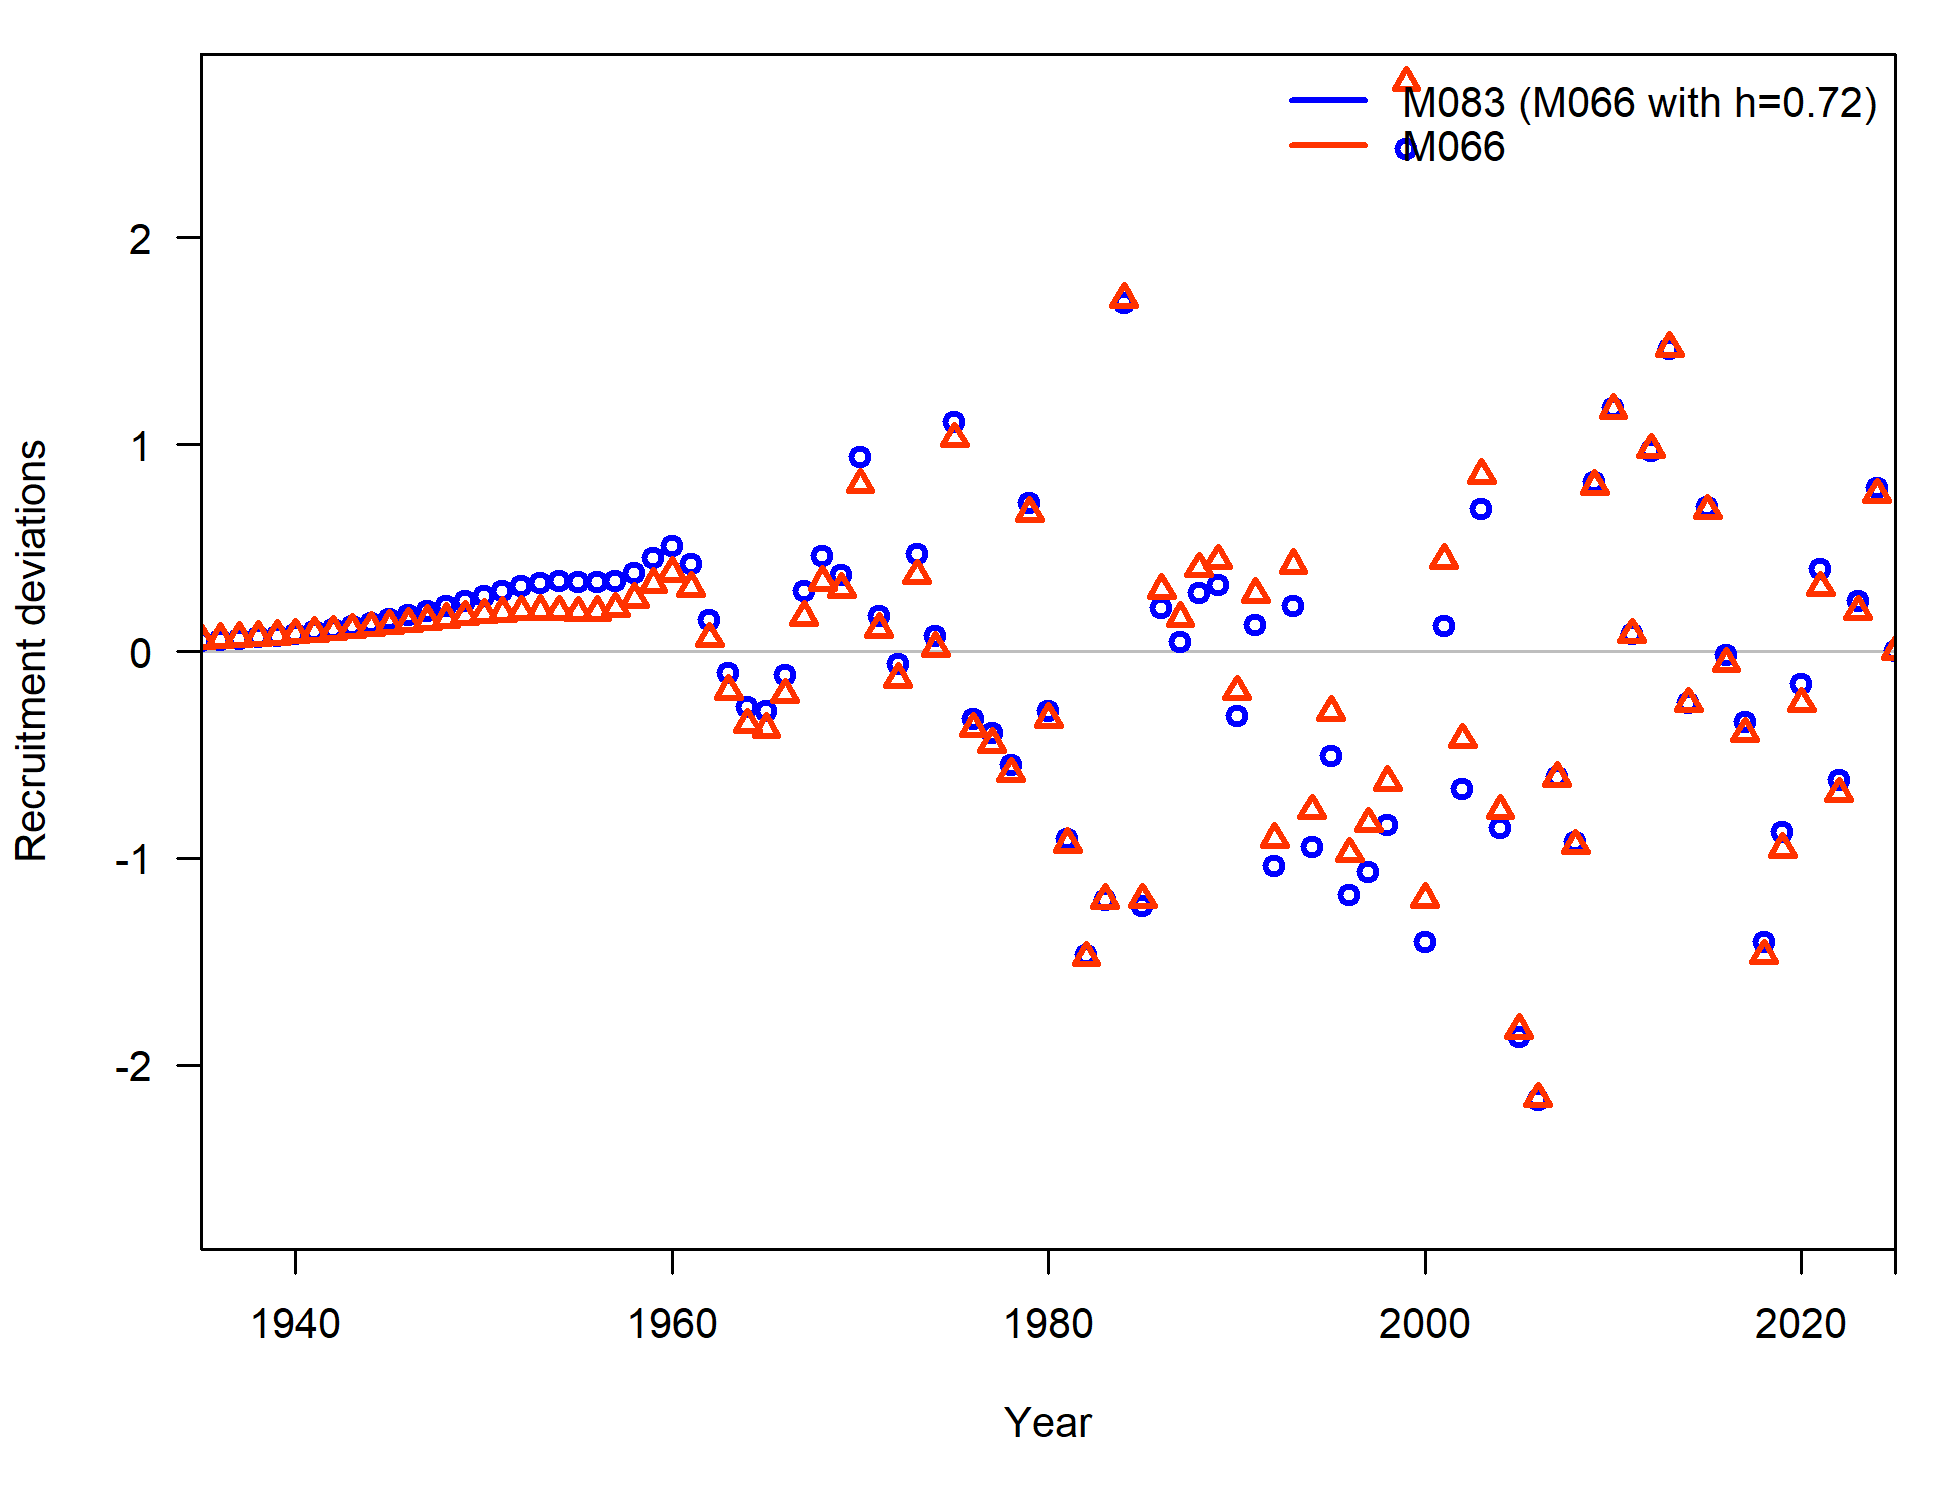 M083 (M066 with h=0.72)
M066
Recruitment deviations
2
1
0
-1
-2
1940 1960 1980 2000 2020
Year